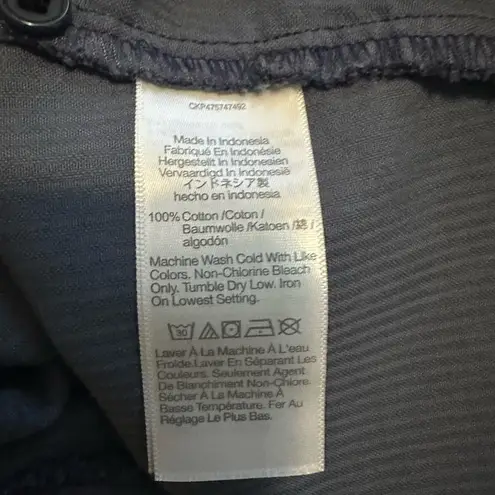 CKP475747492
Made In Indonesia
Fabriqué En Indonésie
Hergestellt In Indonesien
Vervaardigd In Indonesia
インドネシア製
hecho en indonesia
100% Cotton /Coton /
Baumwolle /Katoen /綿 /
algodón
Machine Wash Cold With Like
Colors. Non-Chlorine Bleach
Only. Tumble Dry Low. Iron
On Lowest Setting.
30
Laver À La Machine À L'eau
Froide.Laver En Séparant Les
Couleurs. Seulement Agent
De Blanchiment Non-Chlore.
Sécher À La Machine À
Basse Température. Fer Au
Réglage Le Plus Bas.